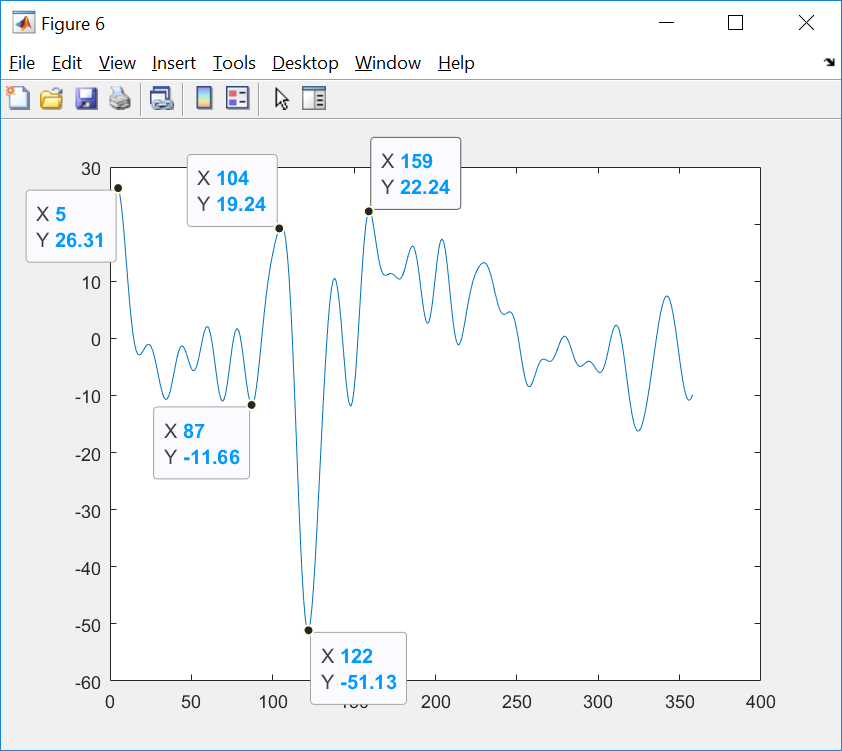 Figure 6
File Edit View Insert Tools Desktop Window Help
X 159
Y 22.24
X 104
Y 19.24
X 5
Y 26.31
30
10
0
-10
-20
-30
-40
-50
-60
X 87
Y -11.66
X 122
Y -51.13
0 50 100 200 250 300 350 400